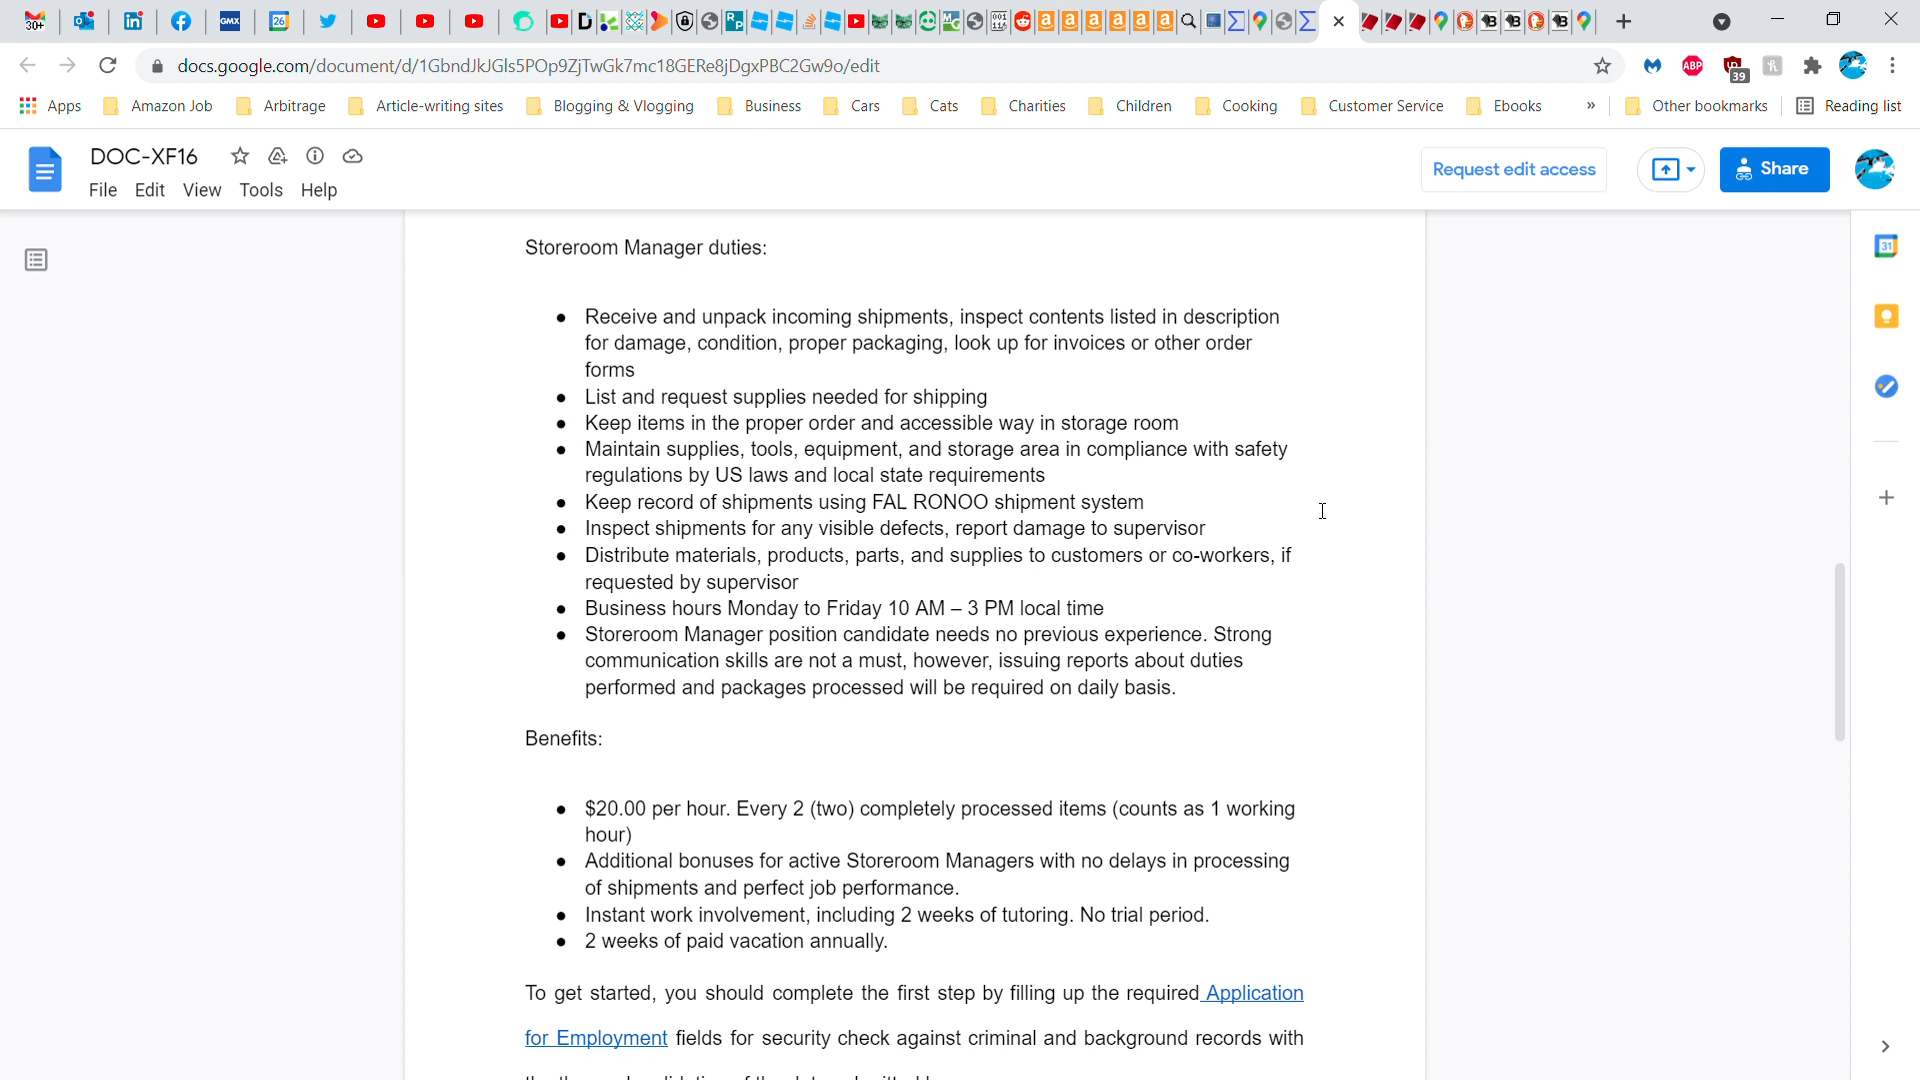 30+
GMX
26
docs.google.com/document/d/1GbndJkJGls5POp9ZjTwGk7mc18GERe8jDgxPBC2Gw9o/edit
ABP
39
Apps
Amazon Job
Arbitrage
Article-writing sites
Blogging & Vlogging
Business
Cars
Cats
Charities
Children
Cooking
Customer Service
Ebooks
»
Other bookmarks
Reading list
DOC-XF16
File Edit View Tools Help
Request edit access
Share
31
Storeroom Manager duties:
● Receive and unpack incoming shipments, inspect contents listed in description
for damage, condition, proper packaging, look up for invoices or other order
forms
● List and request supplies needed for shipping
● Keep items in the proper order and accessible way in storage room
● Maintain supplies, tools, equipment, and storage area in compliance with safety
regulations by US laws and local state requirements
● Keep record of shipments using FAL RONOO shipment system
● Inspect shipments for any visible defects, report damage to supervisor
● Distribute materials, products, parts, and supplies to customers or co-workers, if
requested by supervisor
● Business hours Monday to Friday 10 AM – 3 PM local time
● Storeroom Manager position candidate needs no previous experience. Strong
communication skills are not a must, however, issuing reports about duties
performed and packages processed will be required on daily basis.
Benefits:
● $20.00 per hour. Every 2 (two) completely processed items (counts as 1 working
hour)
● Additional bonuses for active Storeroom Managers with no delays in processing
of shipments and perfect job performance.
● Instant work involvement, including 2 weeks of tutoring. No trial period.
● 2 weeks of paid vacation annually.
To get started, you should complete the first step by filling up the required Application
for Employment fields for security check against criminal and background records with